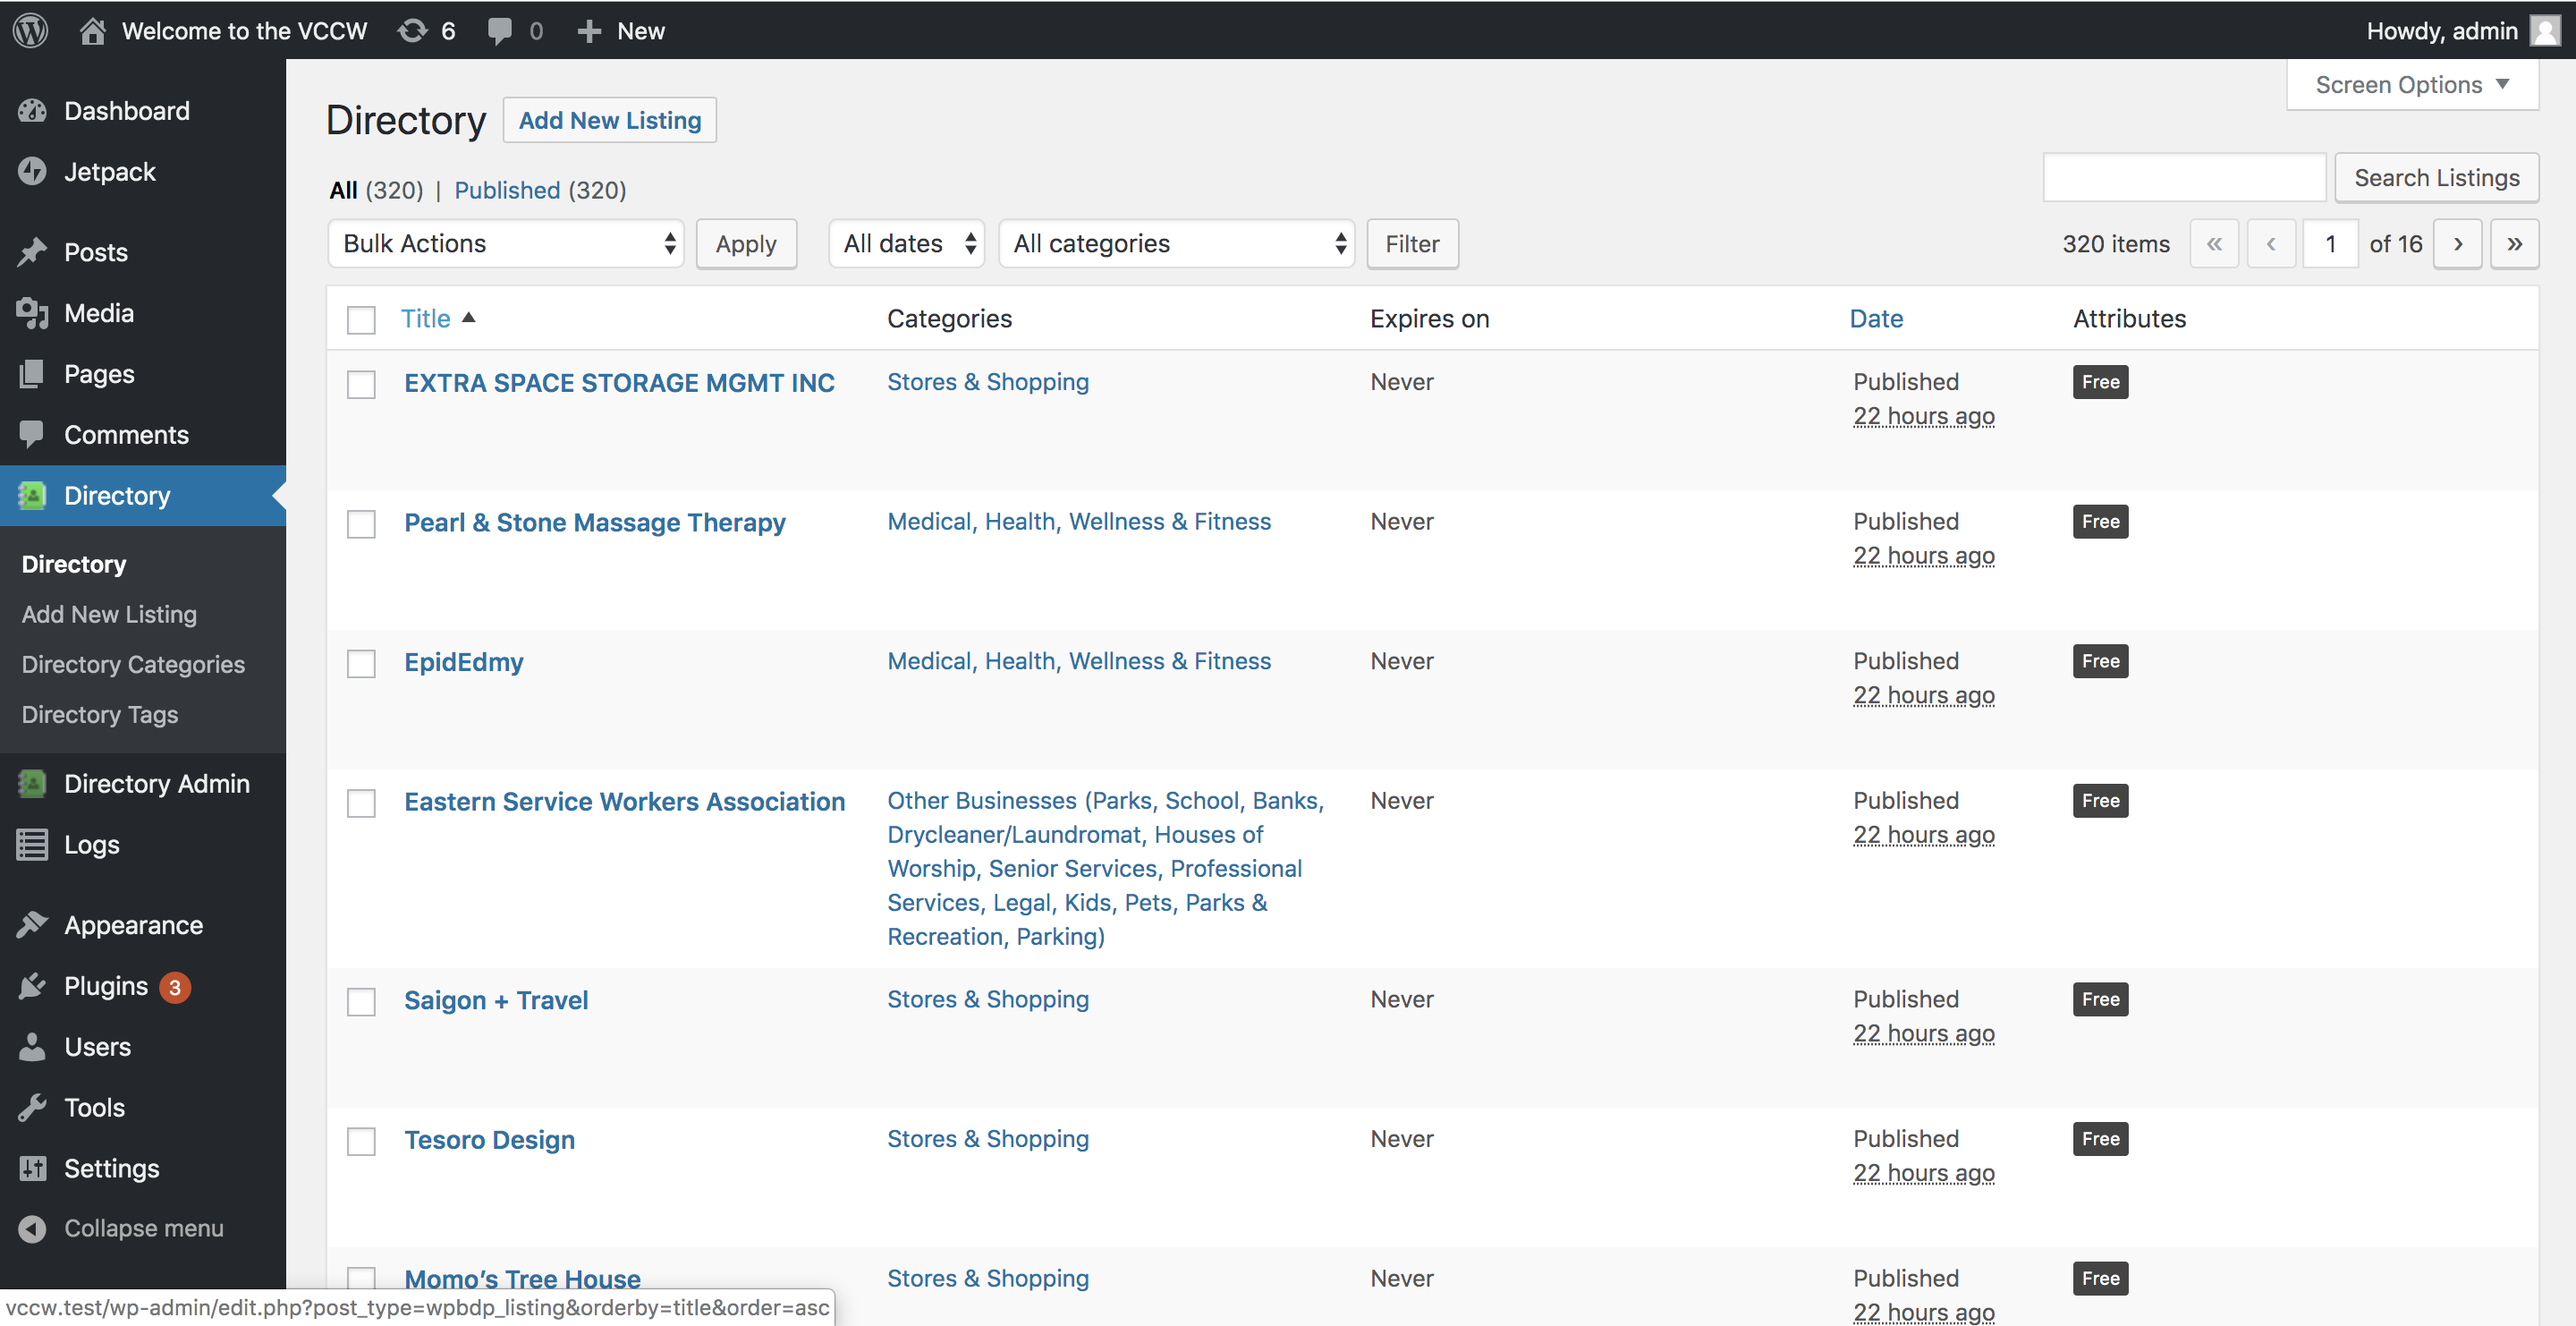 Welcome to the VCCW 6 0 New Howdy, admin
Dashboard
Jetpack
Posts
Media
Pages
Comments
Directory
Directory
Add New Listing
Directory Categories
Directory Tags
Directory Admin
Logs
Appearance
Plugins 3
Users
Tools
Settings
Collapse menu
Screen Options
Directory Add New Listing
All (320) | Published (320)
Search Listings
Bulk Actions Apply All dates All categories Filter
320 items « ‹ 1 of 16 › »
Title Categories Expires on Date Attributes
EXTRA SPACE STORAGE MGMT INC Stores & Shopping Never Published Free
22 hours ago
Pearl & Stone Massage Therapy Medical, Health, Wellness & Fitness Never Published Free
22 hours ago
EpidEdmy Medical, Health, Wellness & Fitness Never Published Free
22 hours ago
Eastern Service Workers Association Other Businesses (Parks, School, Banks, Never Published Free
Drycleaner/Laundromat, Houses of 22 hours ago
Worship, Senior Services, Professional
Services, Legal, Kids, Pets, Parks &
Recreation, Parking)
Saigon + Travel Stores & Shopping Never Published Free
22 hours ago
Tesoro Design Stores & Shopping Never Published Free
22 hours ago
Momo’s Tree House Stores & Shopping Never Published Free
22 hours ago
vccw.test/wp-admin/edit.php?post_type=wpbdp_listing&orderby=title&order=asc